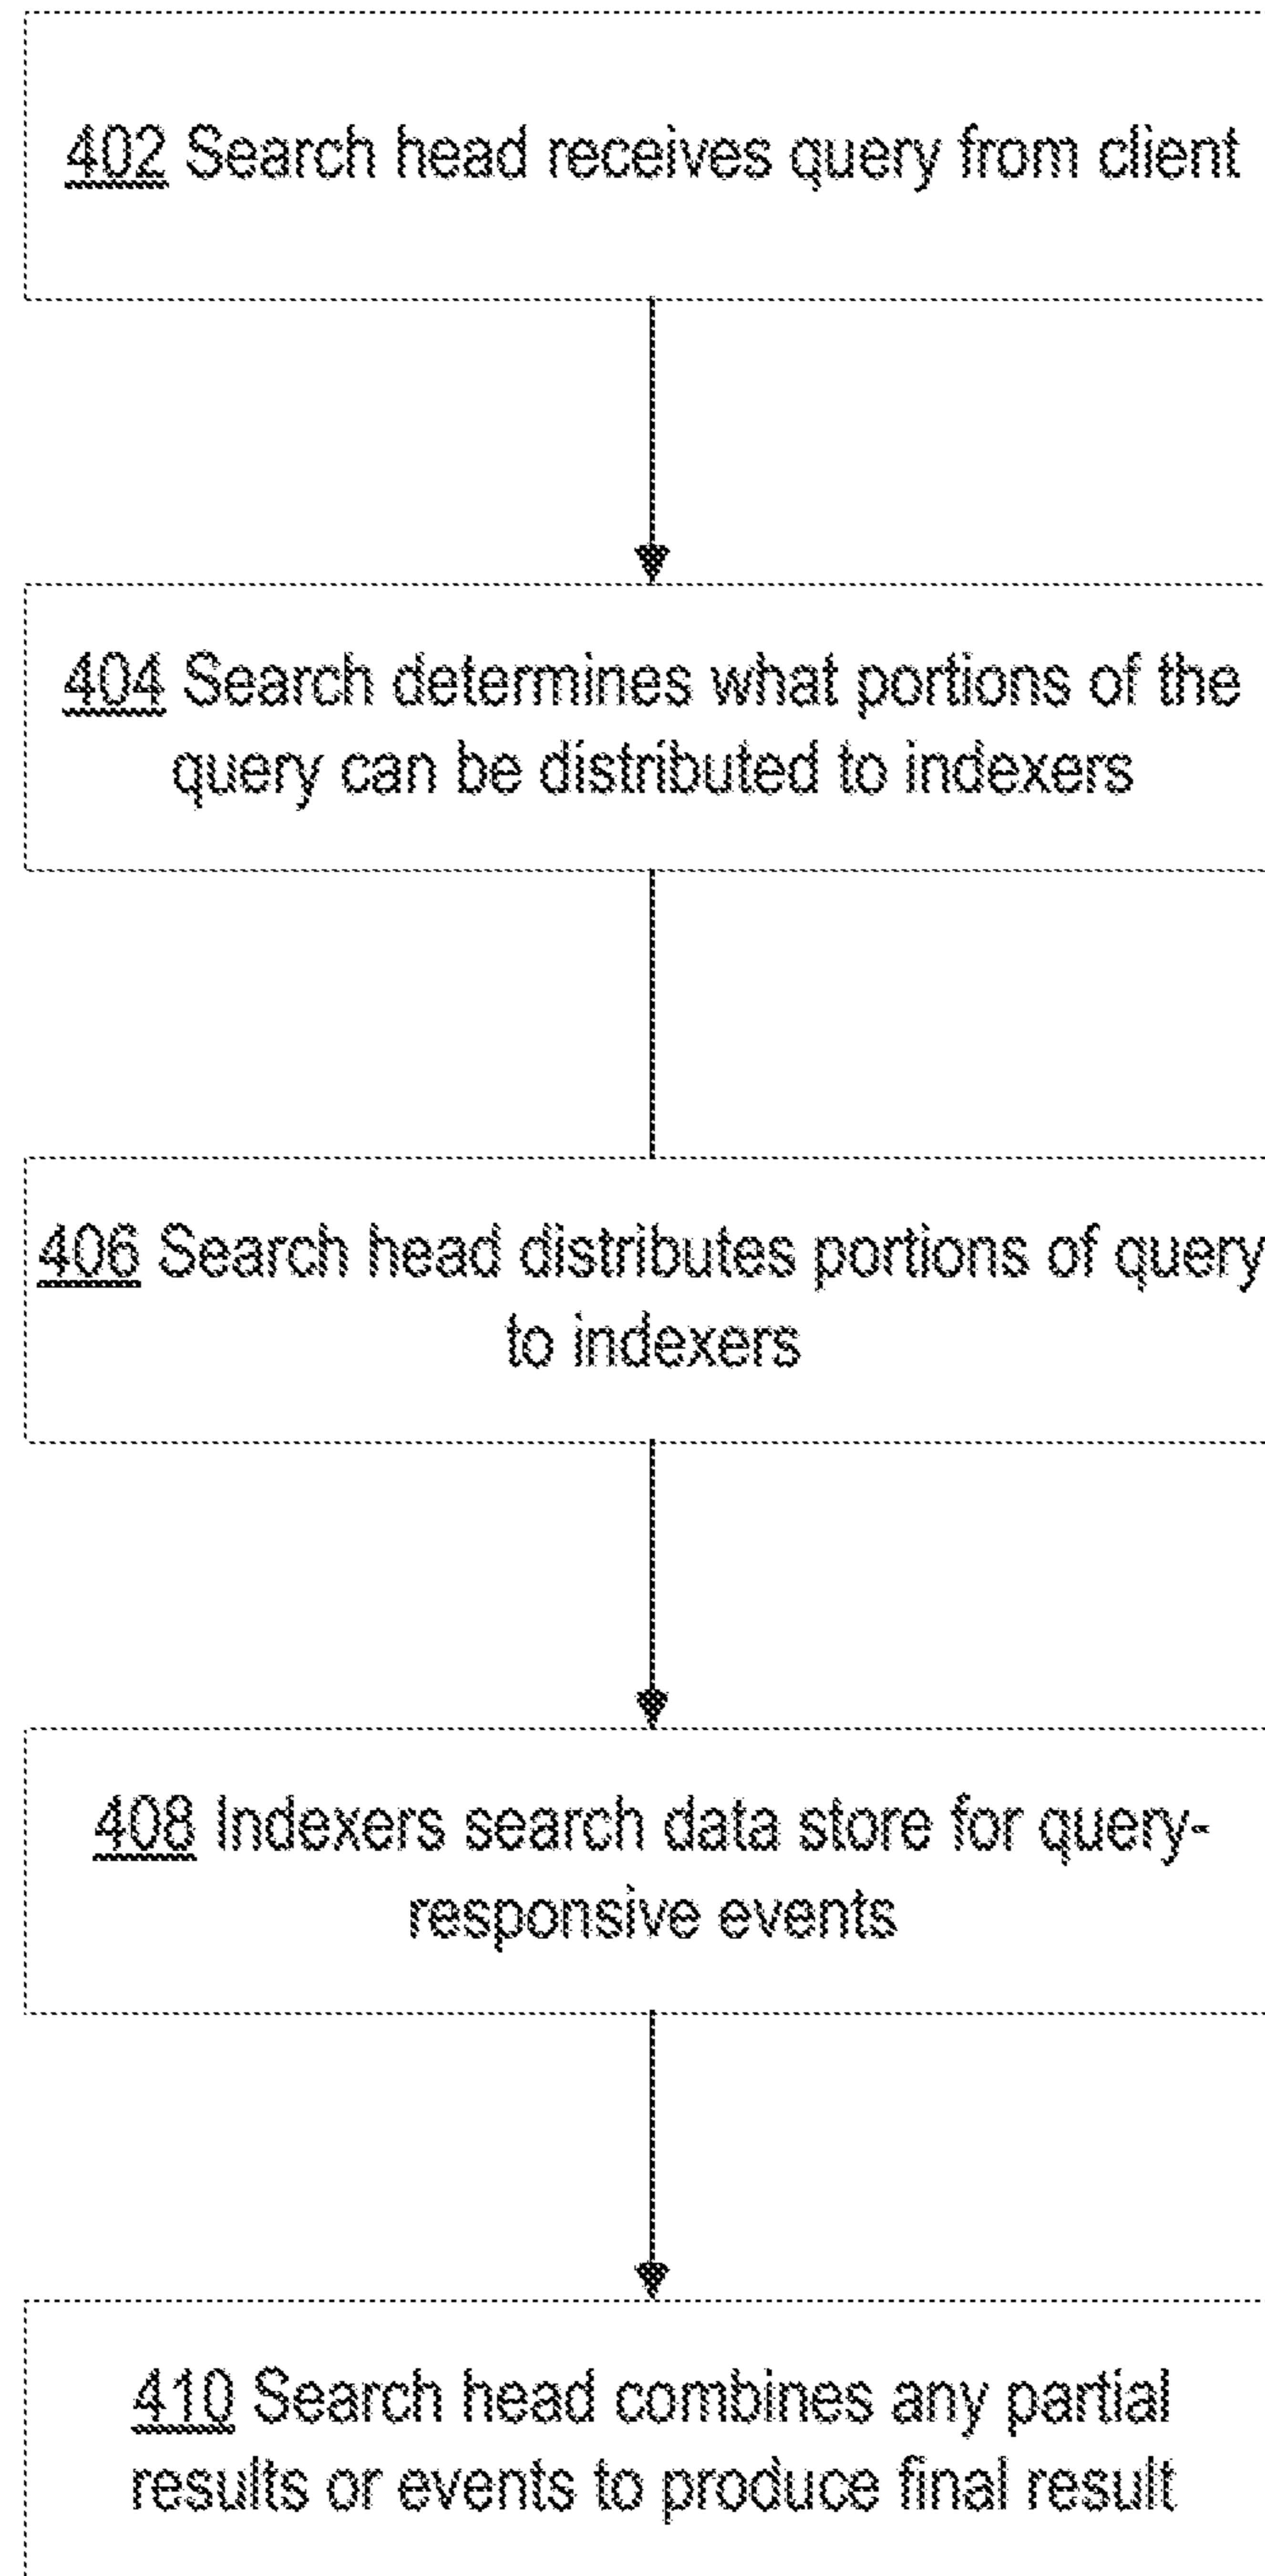 402 Search head receives query from client
404 Search determines what portions of the
query can be distributed to indexers
406 Search head distributes portions of query
to indexers
408 Indexers search data store for query-
responsive events
410 Search head combines any partial
results or events to produce final result